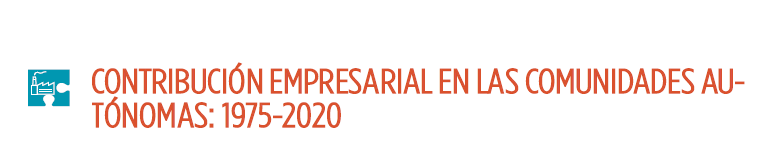 CONTRIBUCIÓN EMPRESARIAL EN LAS COMUNIDADES AU-
TÓNOMAS: 1975-2020